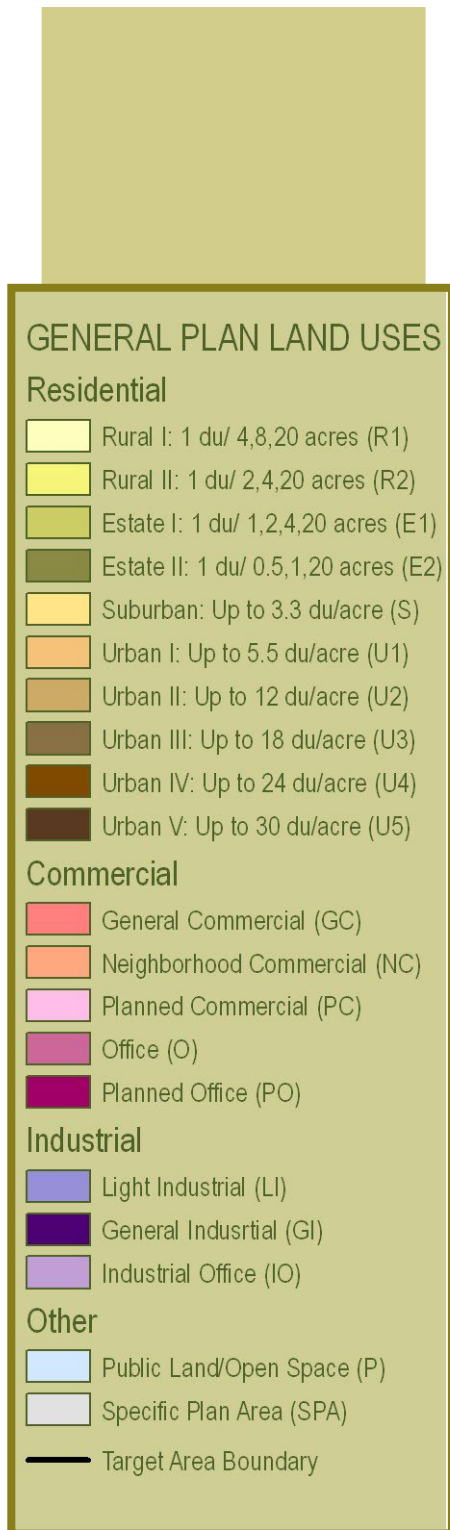 GENERAL PLAN LAND USES
Residential
Rural I: 1 du/ 4,8,20 acres (R1)
Rural II: 1 du/ 2,4,20 acres (R2)
Estate I: 1 du/ 1,2,4,20 acres (E1)
Estate II: 1 du/ 0.5,1,20 acres (E2)
Suburban: Up to 3.3 du/acre (S)
Urban I: Up to 5.5 du/acre (U1)
Urban II: Up to 12 du/acre (U2)
Urban III: Up to 18 du/acre (U3)
Urban IV: Up to 24 du/acre (U4)
Urban V: Up to 30 du/acre (U5)
Commercial
General Commercial (GC)
Neighborhood Commercial (NC)
Planned Commercial (PC)
Office (O)
Planned Office (PO)
Industrial
Light Industrial (LI)
General Indusrtial (GI)
Industrial Office (IO)
Other
Public Land/Open Space (P)
Specific Plan Area (SPA)
Target Area Boundary